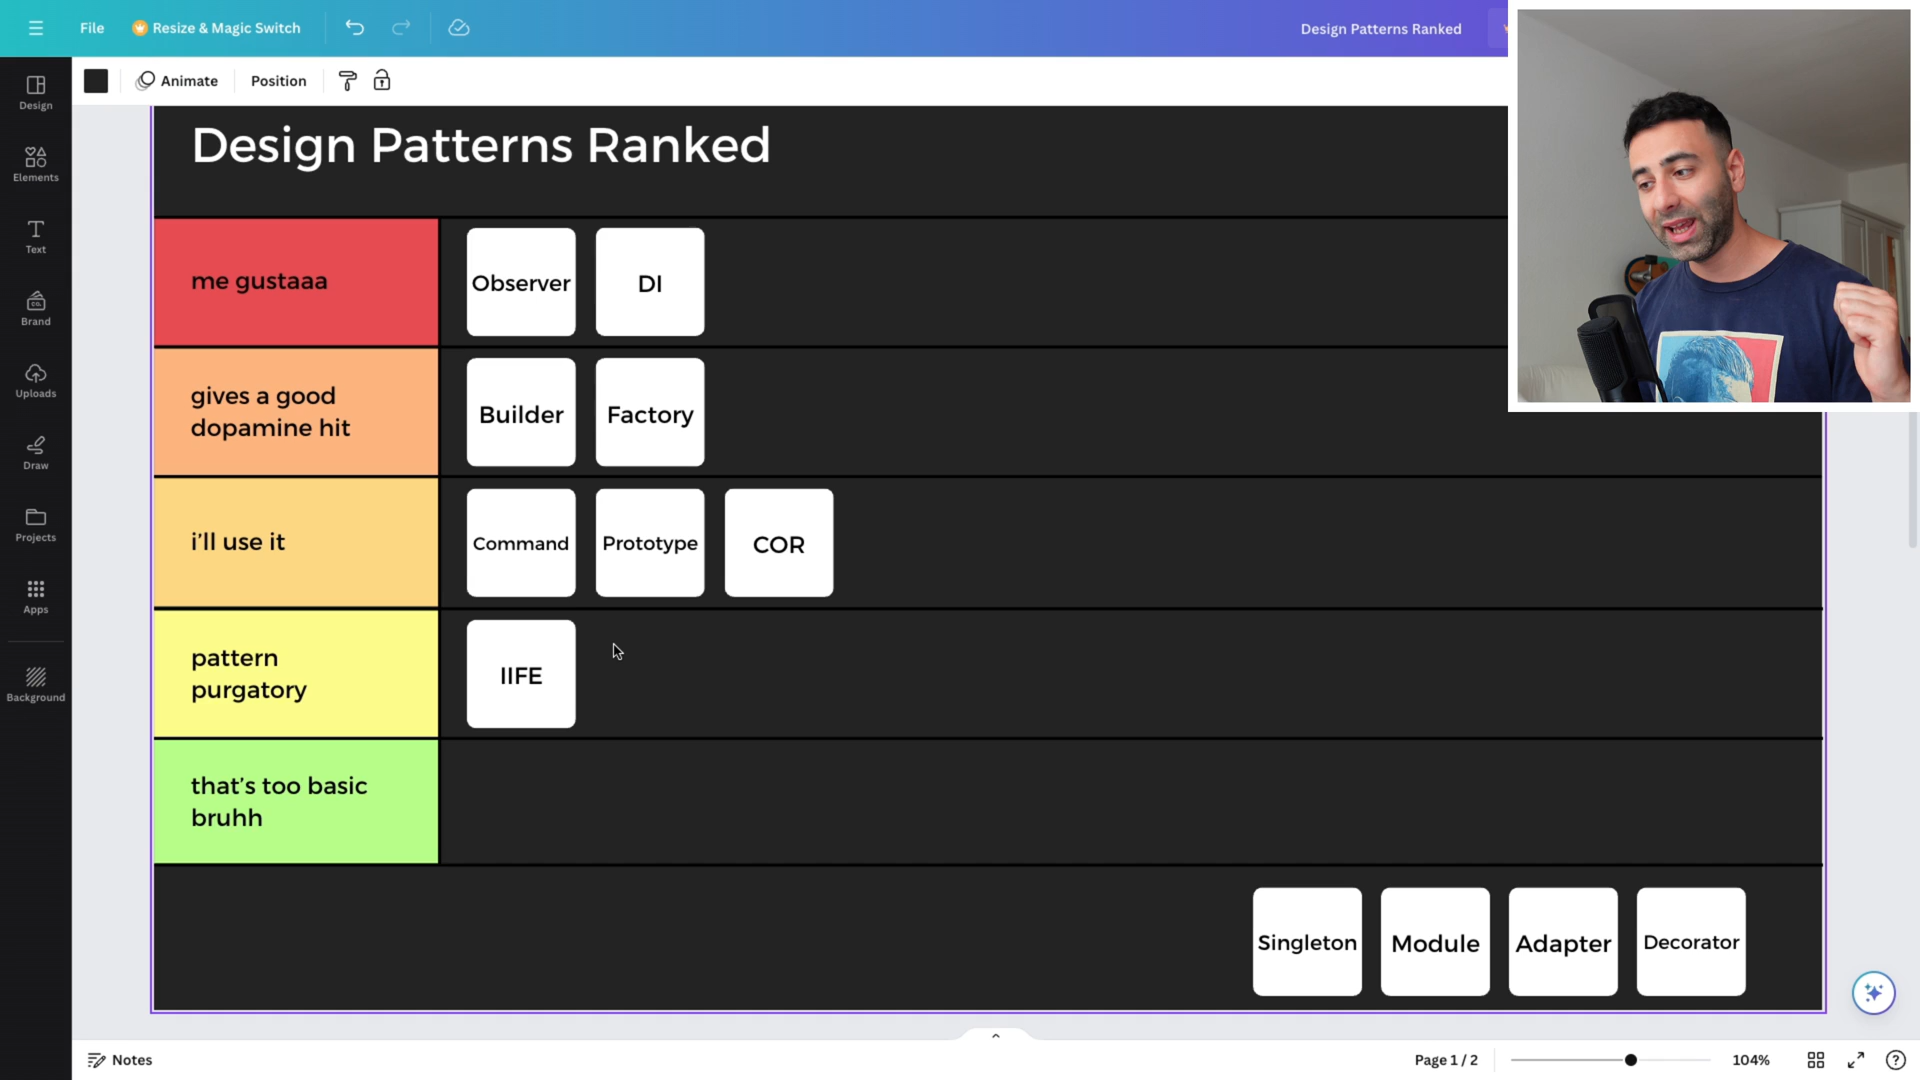 File
Resize & Magic Switch
Design Patterns Ranked
Animate
Position
Design
Elements
Text
Brand
Uploads
Draw
Projects
Apps
Background
Design Patterns Ranked
me gustaaa
Observer
DI
gives a good
dopamine hit
Builder
Factory
i'll use it
Command
Prototype
COR
pattern
purgatory
IIFE
that's too basic
bruhh
Singleton
Module
Adapter
Decorator
Notes
Page 1 / 2
104%